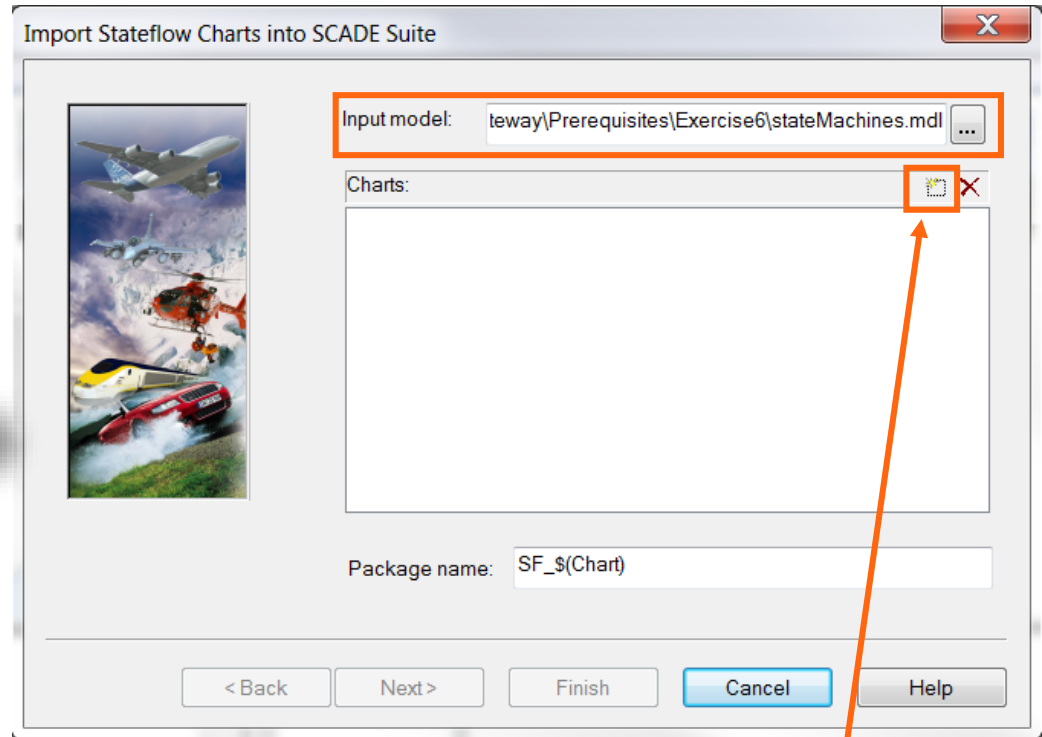 Import Stateflow Charts into SCADE Suite
Input model: teway\Prerequisites\Exercise6\stateMachines.mdl ...
Charts:
Package name: SF_$(Chart)
< Back Next > Finish Cancel Help